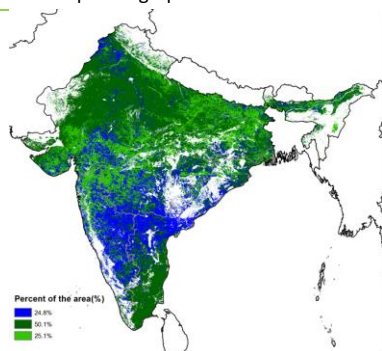 Percent of the area(%)
24.8%
50.1%
25.1%